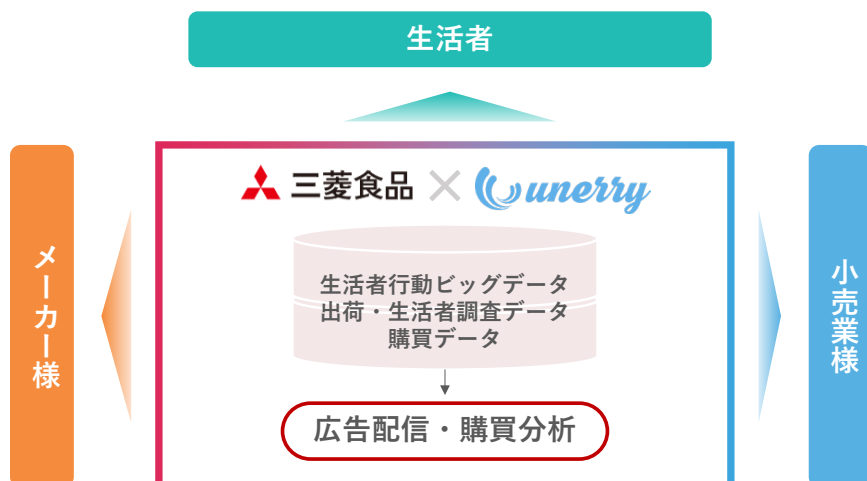 生活者
メーカー様
三菱食品 × unerry
生活者行動ビッグデータ
出荷・生活者調査データ
購買データ
広告配信・購買分析
小売業様